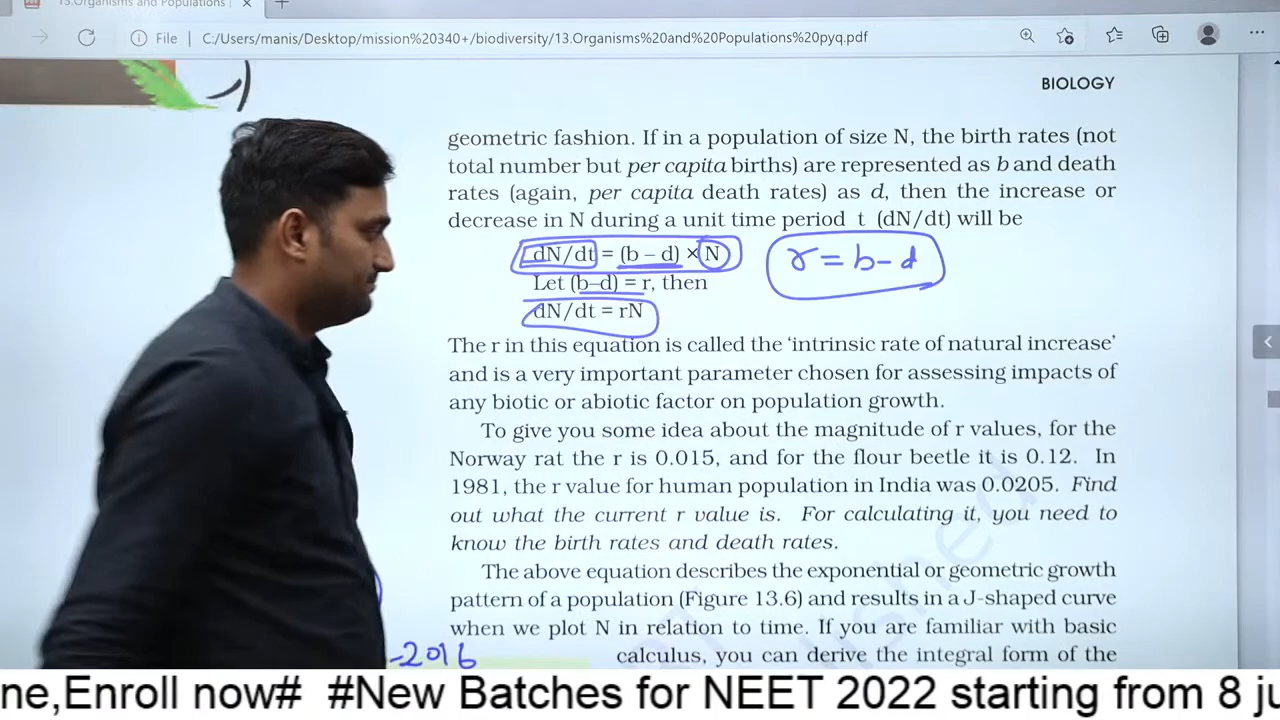 13.Organisms and Populations
File C:/Users/manis/Desktop/mission%20340+/biodiversity/13.Organisms%20and%20Populations%20pyq.pdf
BIOLOGY
geometric fashion. If in a population of size N, the birth rates (not
total number but per capita births) are represented as b and death
rates (again, per capita death rates) as d, then the increase or
decrease in N during a unit time period t (dN/dt) will be
dN/dt = (b – d) × N
r = b - d
Let (b–d) = r, then
dN/dt = rN
The r in this equation is called the ‘intrinsic rate of natural increase’
and is a very important parameter chosen for assessing impacts of
any biotic or abiotic factor on population growth.
To give you some idea about the magnitude of r values, for the
Norway rat the r is 0.015, and for the flour beetle it is 0.12. In
1981, the r value for human population in India was 0.0205. Find
out what the current r value is. For calculating it, you need to
know the birth rates and death rates.
The above equation describes the exponential or geometric growth
pattern of a population (Figure 13.6) and results in a J-shaped curve
when we plot N in relation to time. If you are familiar with basic
-2016
calculus, you can derive the integral form of the
ne,Enroll now# #New Batches for NEET 2022 starting from 8 ju